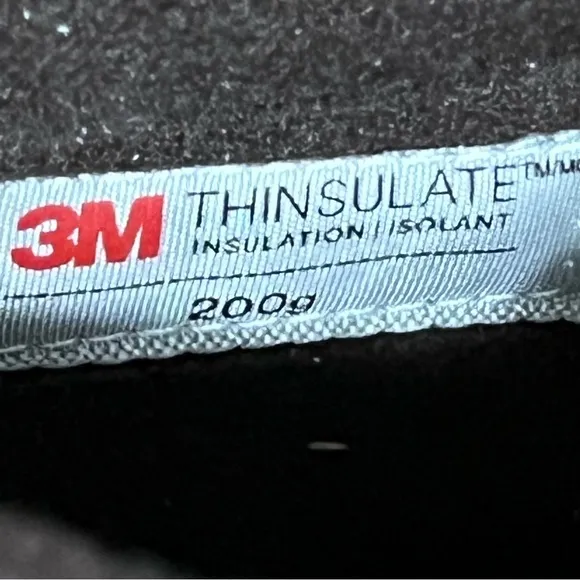 3M THINSULATE™/MC
INSULATION | ISOLANT
200g